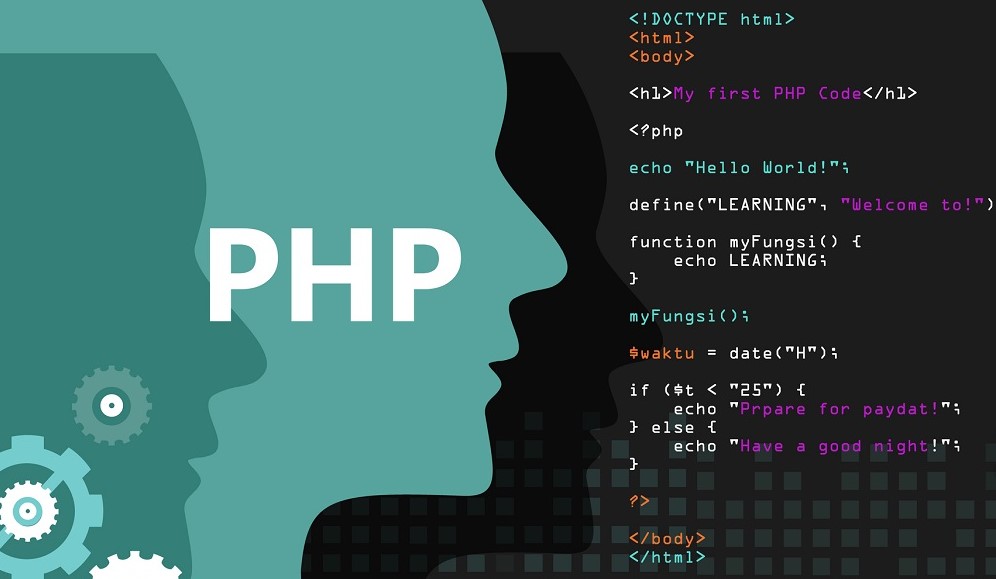 PHP
<!DOCTYPE html>
<html>
<body>
<h1>My first PHP Code</h1>
<?php
echo "Hello World!";
define("LEARNING", "Welcome to!")
function myFungsi() {
echo LEARNING;
}
myFungsi();
$waktu = date("H");
if ($t < "25") {
echo "Prpare for paydat!";
} else {
echo "Have a good night!";
}
?>
</body>
</html>